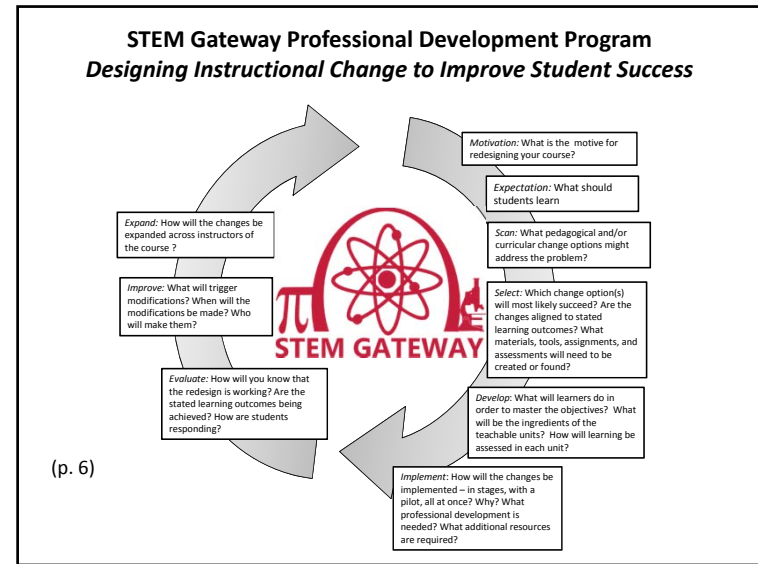 STEM Gateway Professional Development Program
Designing Instructional Change to Improve Student Success
Motivation: What is the motive for
redesigning your course?
Expectation: What should
students learn
Scan: What pedagogical and/or
curricular change options might
address the problem?
Select: Which change option(s)
will most likely succeed? Are the
changes aligned to stated
learning outcomes? What
materials, tools, assignments, and
assessments will need to be
created or found?
Develop: What will learners do in
order to master the objectives? What
will be the ingredients of the
teachable units? How will learning be
assessed in each unit?
Implement: How will the changes be
implemented – in stages, with a
pilot, all at once? Why? What
professional development is
needed? What additional resources
are required?
Evaluate: How will you know that
the redesign is working? Are the
stated learning outcomes being
achieved? How are students
responding?
Improve: What will trigger
modifications? When will the
modifications be made? Who
will make them?
Expand: How will the changes be
expanded across instructors of
the course ?
π
STEM GATEWAY
(p. 6)